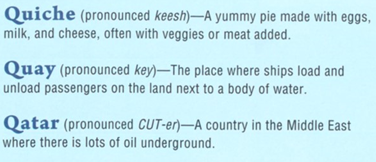 Quiche (pronounced keesh)—A yummy pie made with eggs,
milk, and cheese, often with veggies or meat added.
Quay (pronounced key)—The place where ships load and
unload passengers on the land next to a body of water.
Qatar (pronounced CUT-er)—A country in the Middle East
where there is lots of oil underground.